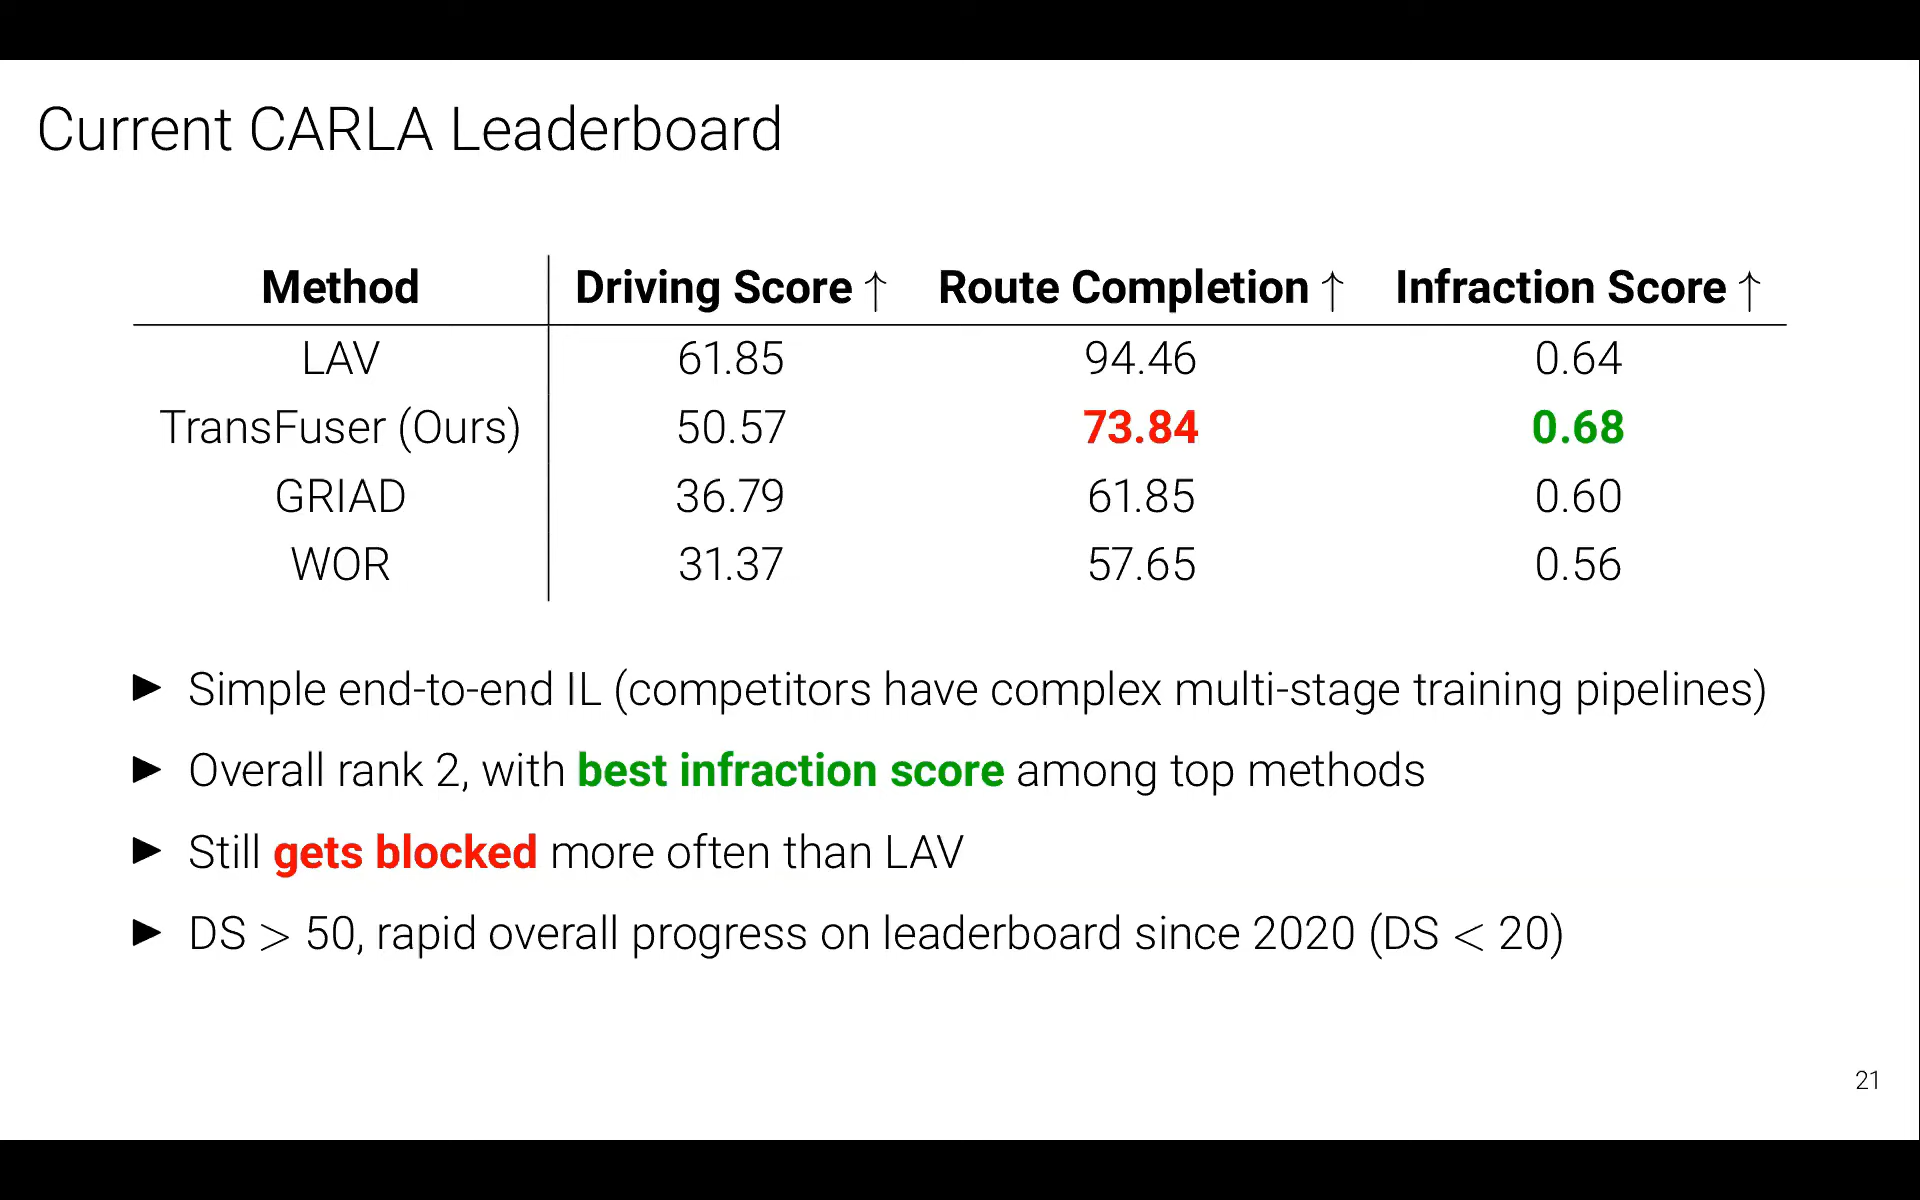 Current CARLA Leaderboard
Method Driving Score ↑ Route Completion ↑ Infraction Score ↑
LAV 61.85 94.46 0.64
TransFuser (Ours) 50.57 73.84 0.68
GRIAD 36.79 61.85 0.60
WOR 31.37 57.65 0.56
▶ Simple end-to-end IL (competitors have complex multi-stage training pipelines)
▶ Overall rank 2, with best infraction score among top methods
▶ Still gets blocked more often than LAV
▶ DS > 50, rapid overall progress on leaderboard since 2020 (DS < 20)
21